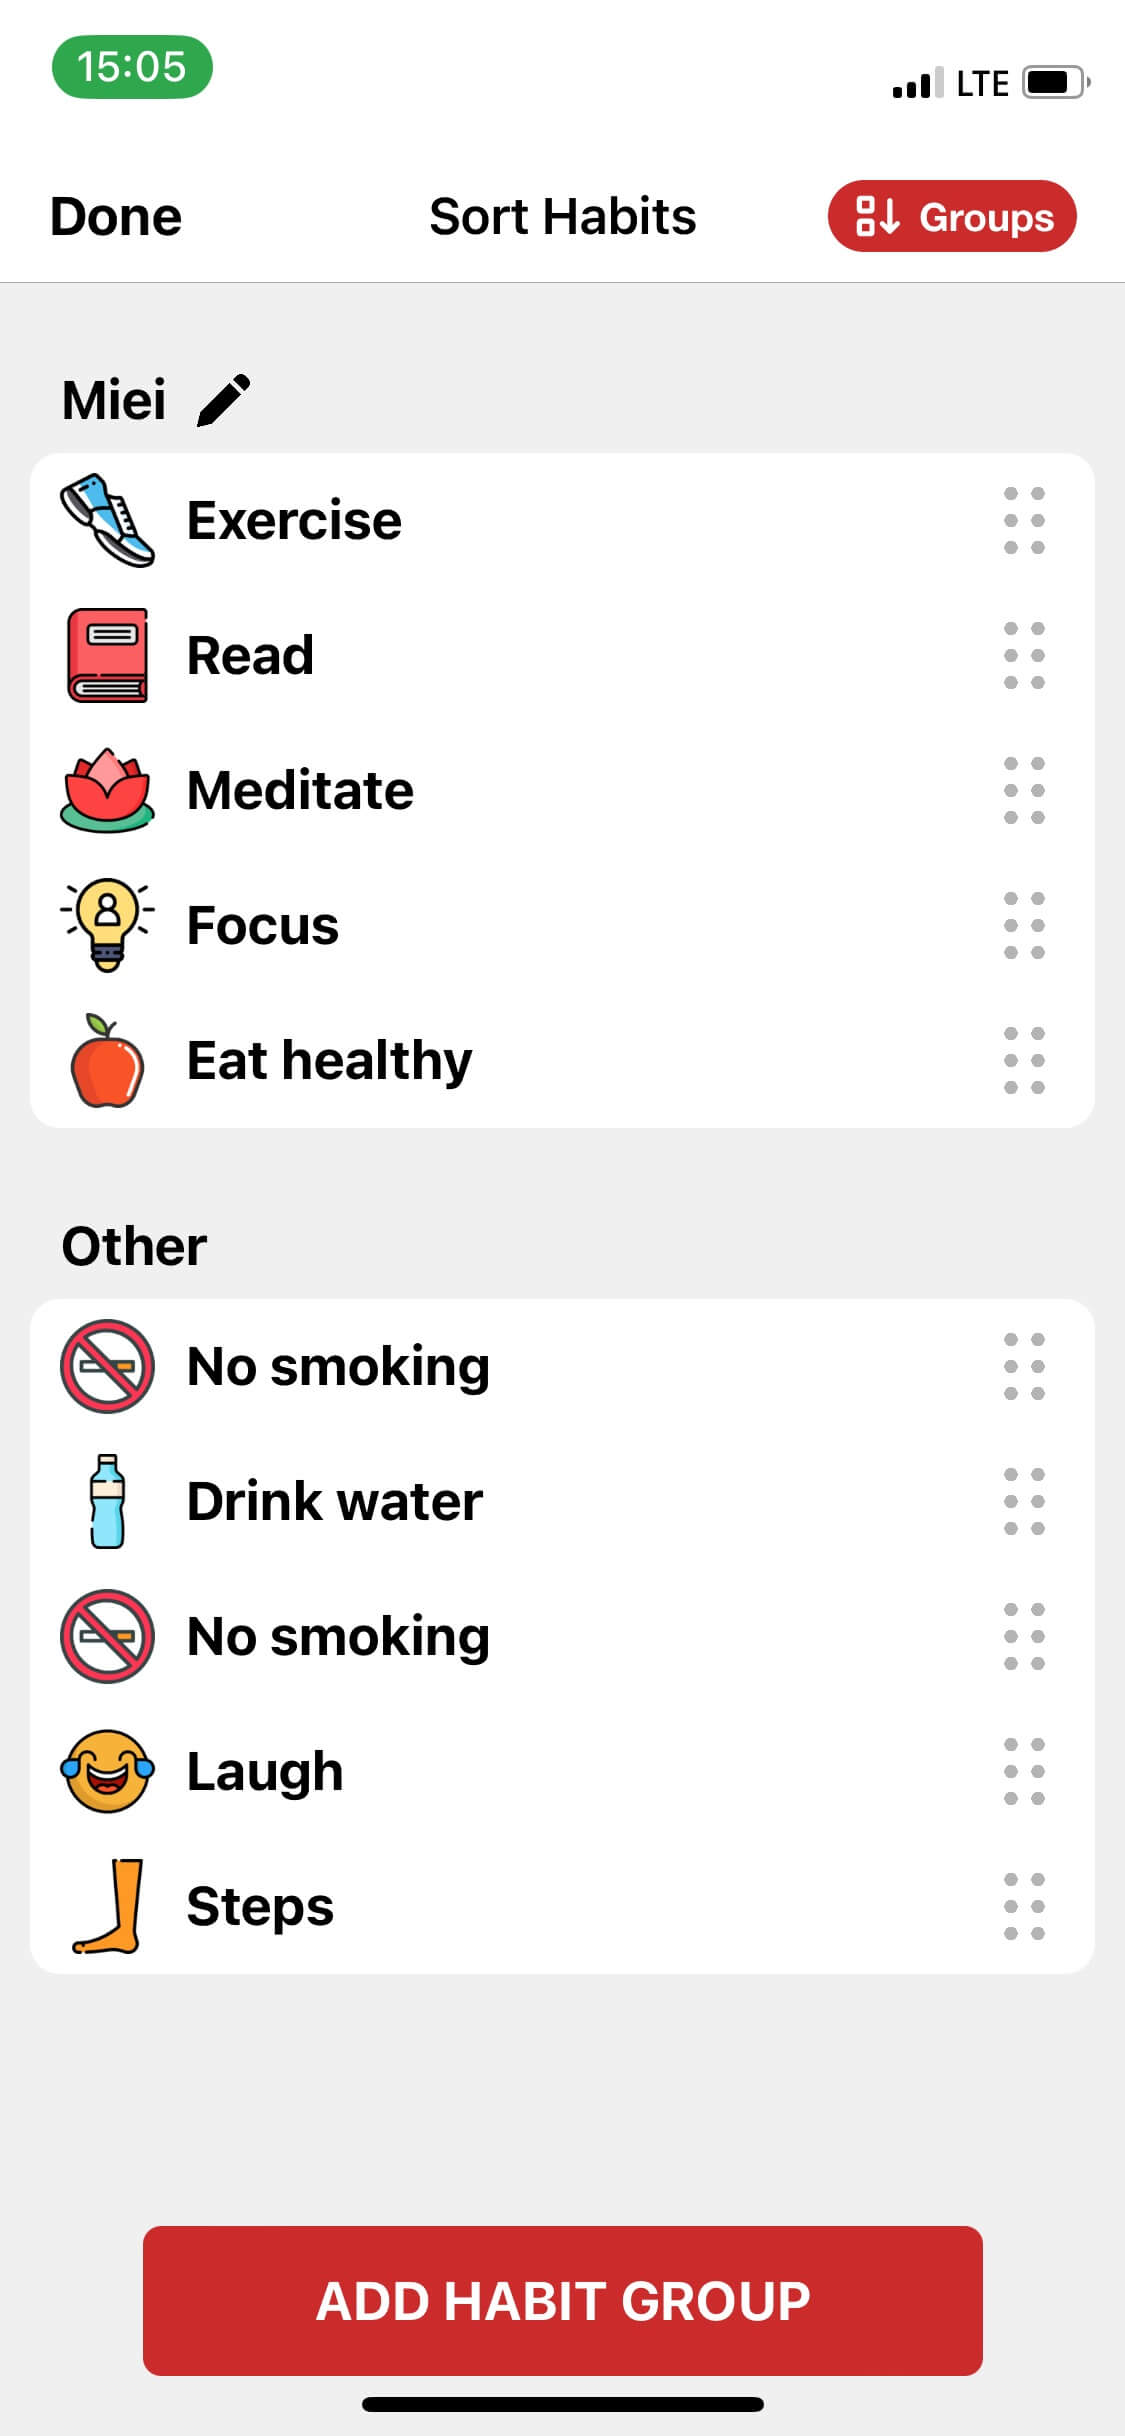 15:05
LTE
Done
Sort Habits
Groups
Miei
Exercise
Read
Meditate
Focus
Eat healthy
Other
No smoking
Drink water
No smoking
Laugh
Steps
ADD HABIT GROUP